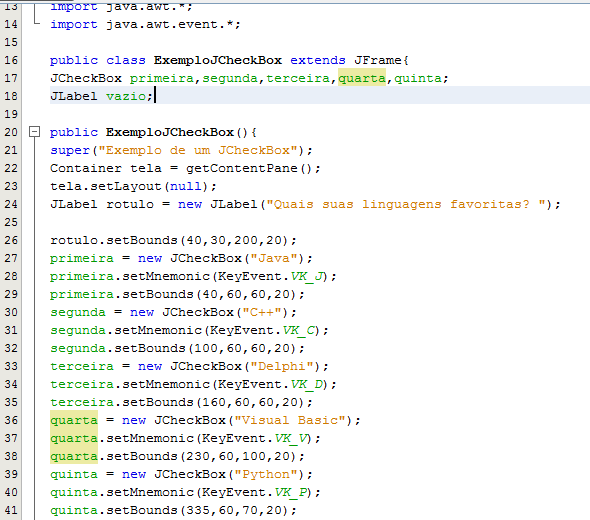 13 import java.awt.*;
14 import java.awt.event.*;
15
16 public class ExemploJCheckBox extends JFrame{
17 JCheckBox primeira,segunda,terceira,quarta,quinta;
18 JLabel vazio;
19
20 public ExemploJCheckBox(){
21 super("Exemplo de um JCheckBox");
22 Container tela = getContentPane();
23 tela.setLayout(null);
24 JLabel rotulo = new JLabel("Quais suas linguagens favoritas? ");
25
26 rotulo.setBounds(40,30,200,20);
27 primeira = new JCheckBox("Java");
28 primeira.setMnemonic(KeyEvent.VK_J);
29 primeira.setBounds(40,60,60,20);
30 segunda = new JCheckBox("C++");
31 segunda.setMnemonic(KeyEvent.VK_C);
32 segunda.setBounds(100,60,60,20);
33 terceira = new JCheckBox("Delphi");
34 terceira.setMnemonic(KeyEvent.VK_D);
35 terceira.setBounds(160,60,60,20);
36 quarta = new JCheckBox("Visual Basic");
37 quarta.setMnemonic(KeyEvent.VK_V);
38 quarta.setBounds(230,60,100,20);
39 quinta = new JCheckBox("Python");
40 quinta.setMnemonic(KeyEvent.VK_P);
41 quinta.setBounds(335,60,70,20);